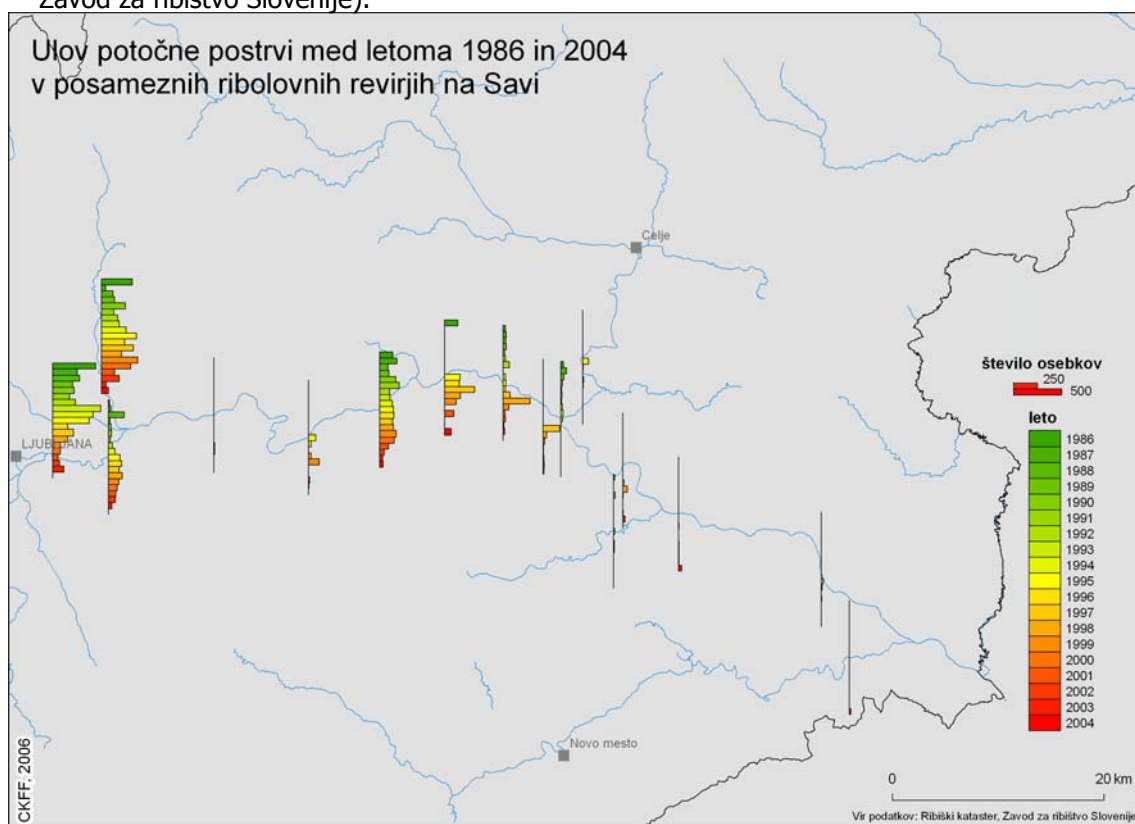 Zavod za ribištvo Slovenije).
Ulov potočne postrvi med letoma 1986 in 2004
v posameznih ribolovnih revirjih na Savi
Celje
LJUBLJANA
Novo mesto
število osebkov
250
500
leto
1986
1987
1988
1989
1990
1991
1992
1993
1994
1995
1996
1997
1998
1999
2000
2001
2002
2003
2004
0 20 km
CKFF, 2006
Vir podatkov: Ribiški kataster, Zavod za ribištvo Slovenije